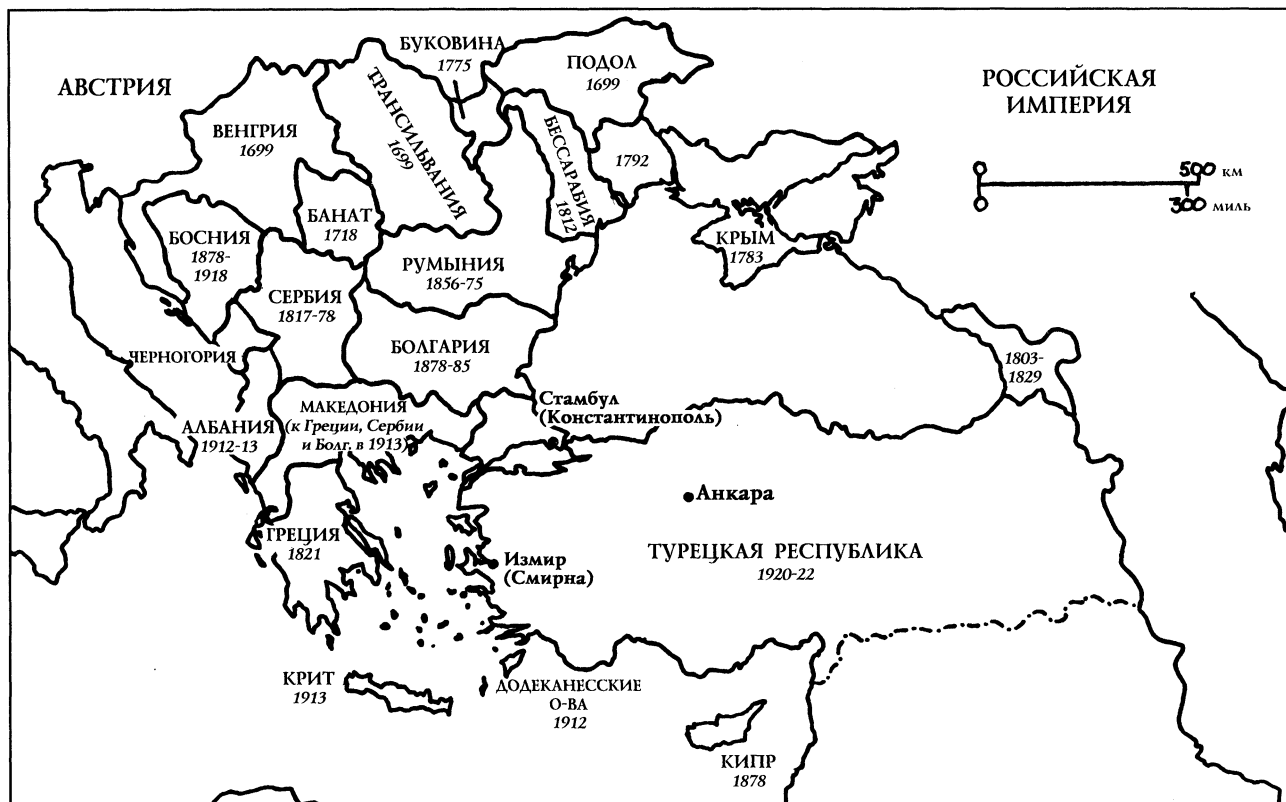 БУКОВИНА
1775
ПОДОЛ
1699
АВСТРИЯ
РОССИЙСКАЯ
ИМПЕРИЯ
ВЕНГРИЯ
1699
ТРАНСИЛЬВАНИЯ
1699
БЕССАРАБИЯ
1812
1792
0 500 км
0 300 миль
БАНАТ
1718
БОСНИЯ
1878-
1918
КРЫМ
1783
РУМЫНИЯ
1856-75
СЕРБИЯ
1817-78
ЧЕРНОГОРИЯ
БОЛГАРИЯ
1878-85
1803-
1829
Стамбул
(Константинополь)
МАКЕДОНИЯ
(к Греции, Сербии
и Болг. в 1913)
АЛБАНИЯ
1912-13
Анкара
ГРЕЦИЯ
1821
Измир
(Смирна)
ТУРЕЦКАЯ РЕСПУБЛИКА
1920-22
КРИТ
1913
ДОДЕКАНЕССКИЕ
О-ВА
1912
КИПР
1878